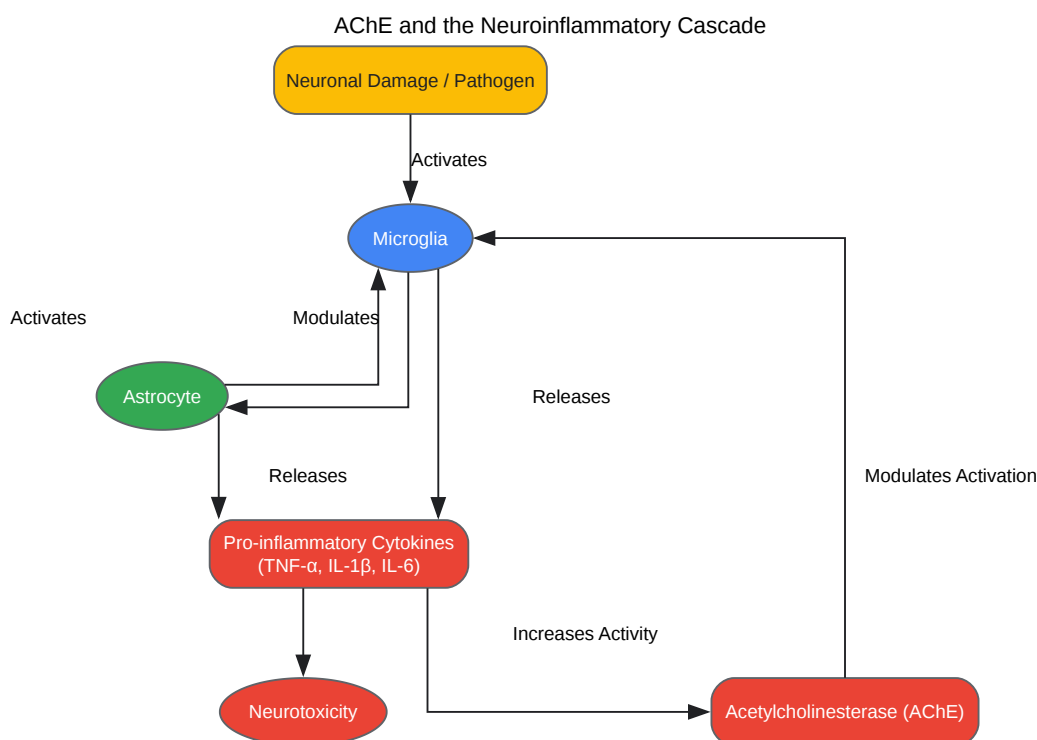 AChE and the Neuroinflammatory Cascade
Neuronal Damage / Pathogen
Activates
Microglia
Activates
Modulates
Astrocyte
Releases
Releases
Modulates Activation
Pro-inflammatory Cytokines
(TNF-α, IL-1β, IL-6)
Increases Activity
Neurotoxicity
Acetylcholinesterase (AChE)